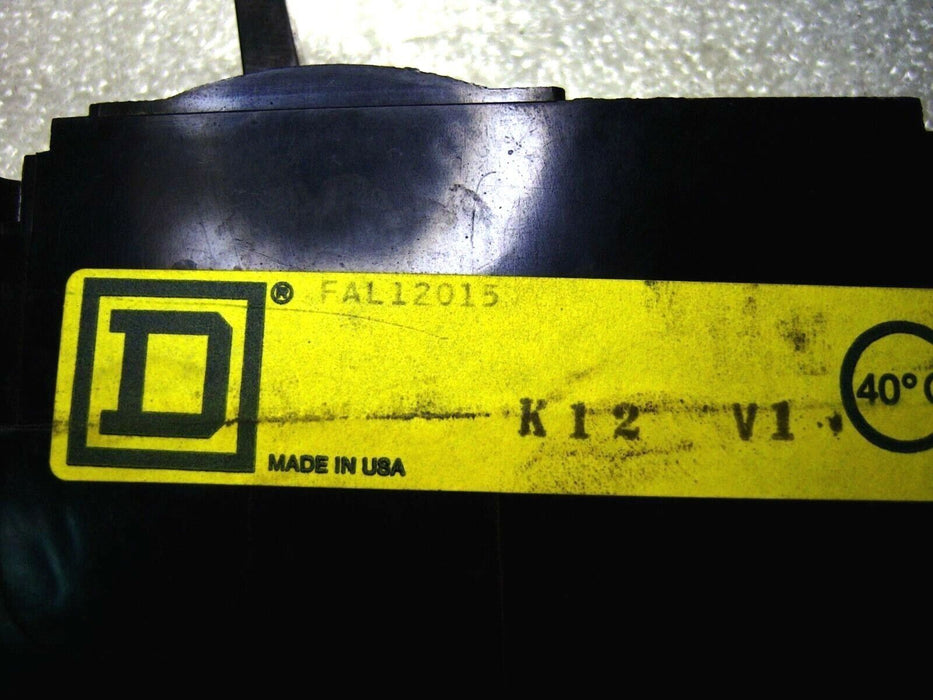 D® FAL12015
K12 V1
40° C
MADE IN USA